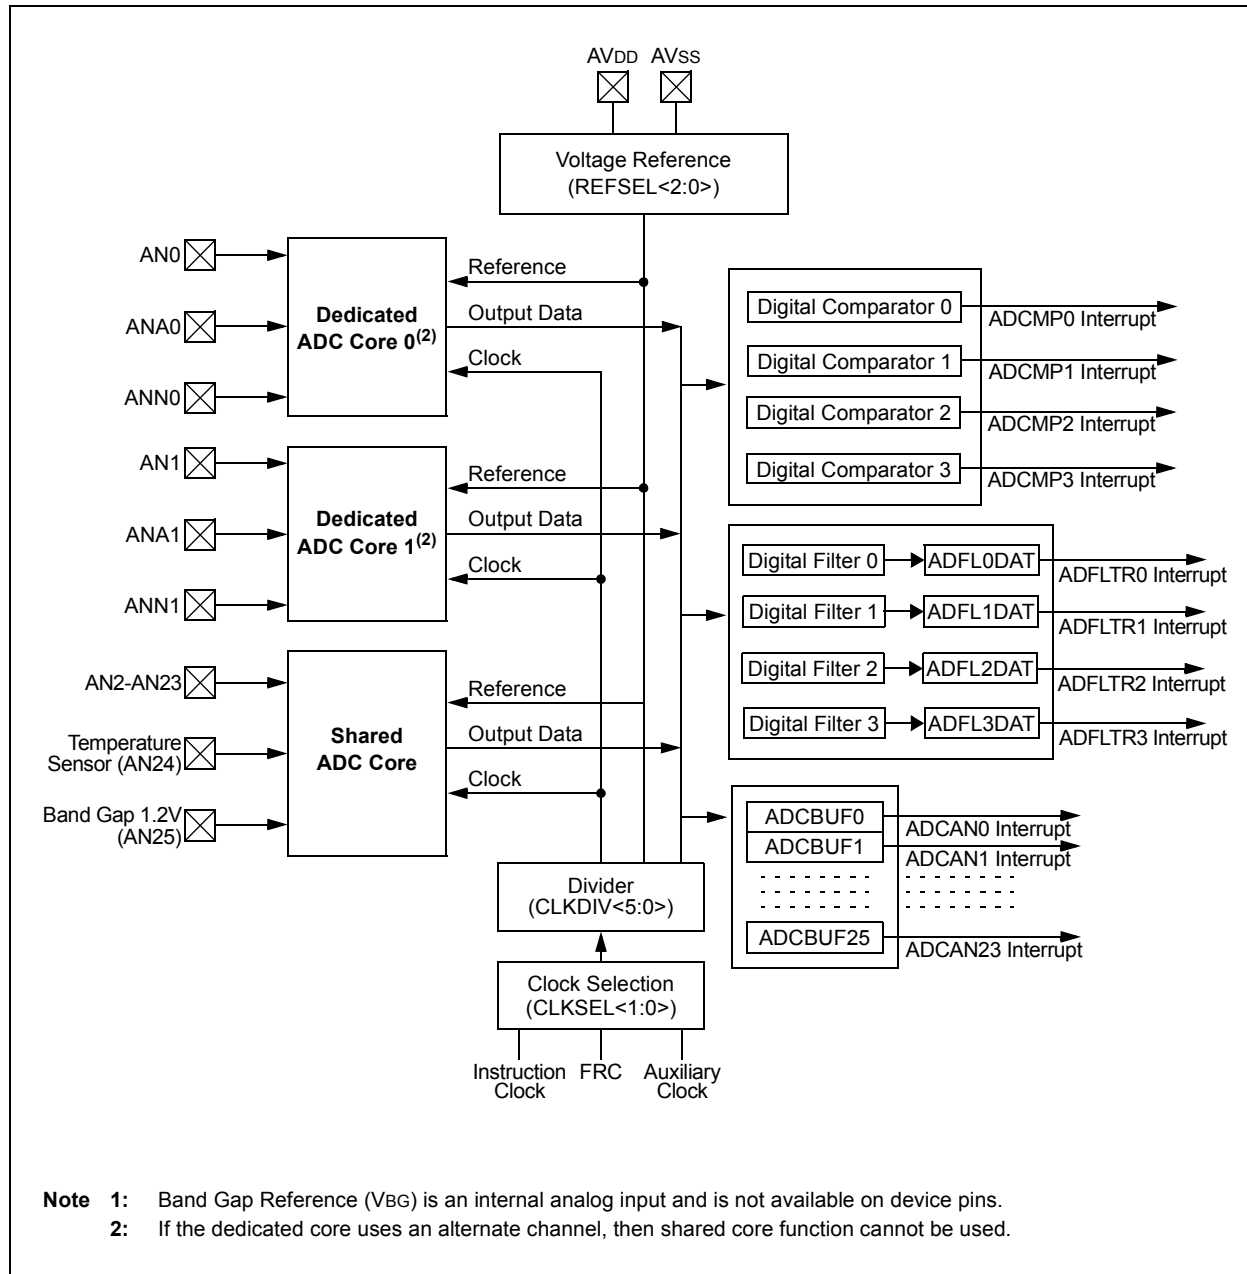 AVDD AVSS
Voltage Reference
(REFSEL<2:0>)
AN0
ANA0
ANN0
Dedicated
ADC Core 0(2)
Reference
Output Data
Clock
AN1
ANA1
ANN1
Dedicated
ADC Core 1(2)
Reference
Output Data
Clock
AN2-AN23
Temperature
Sensor (AN24)
Band Gap 1.2V
(AN25)
Shared
ADC Core
Reference
Output Data
Clock
Digital Comparator 0
ADCMP0 Interrupt
Digital Comparator 1
ADCMP1 Interrupt
Digital Comparator 2
ADCMP2 Interrupt
Digital Comparator 3
ADCMP3 Interrupt
Digital Filter 0 ADFL0DAT
ADFLTR0 Interrupt
Digital Filter 1 ADFL1DAT
ADFLTR1 Interrupt
Digital Filter 2 ADFL2DAT
ADFLTR2 Interrupt
Digital Filter 3 ADFL3DAT
ADFLTR3 Interrupt
ADCBUF0
ADCAN0 Interrupt
ADCBUF1
ADCAN1 Interrupt
ADCBUF25
ADCAN23 Interrupt
Divider
(CLKDIV<5:0>)
Clock Selection
(CLKSEL<1:0>)
Instruction
Clock
FRC
Auxiliary
Clock
Note 1: Band Gap Reference (VBG) is an internal analog input and is not available on device pins.
2: If the dedicated core uses an alternate channel, then shared core function cannot be used.